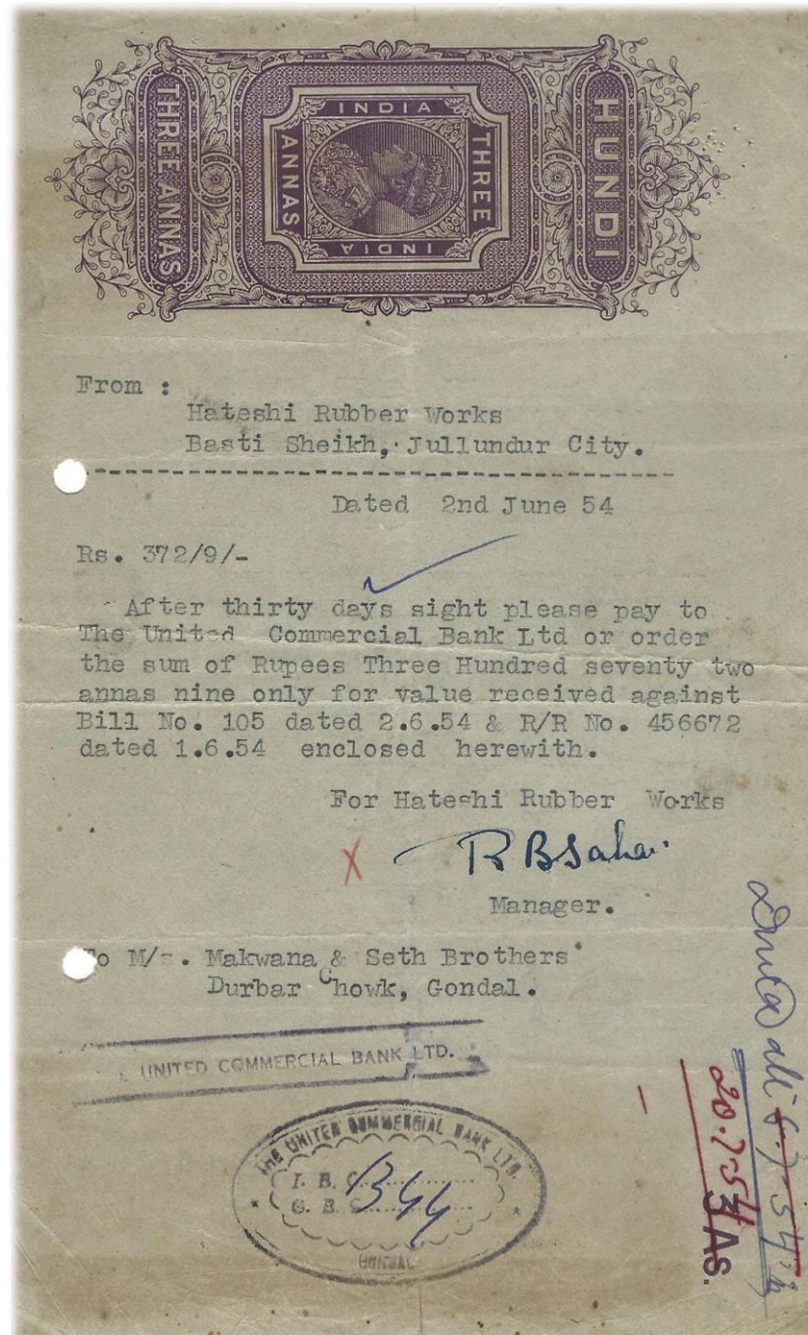 HUNDI
THREE ANNAS
INDIA
THREE
ANNAS
INDIA
From :
Hateshi Rubber Works
Basti Sheikh, Jullundur City.
Dated 2nd June 54
Rs. 372/9/-
After thirty days sight please pay to
The United Commercial Bank Ltd or order
the sum of Rupees Three Hundred seventy two
annas nine only for value received against
Bill No. 105 dated 2.6.54 & R/R No. 456672
dated 1.6.54 enclosed herewith.
For Hateshi Rubber Works
X
Manager.
To M/s. Makwana & Seth Brothers
Durbar Chowk, Gondal.
UNITED COMMERCIAL BANK LTD.
THE UNITED COMMERCIAL BANK LTD.
I. B. C.
O. B. C.
1344
GONDAL
20.7.54
3 As.